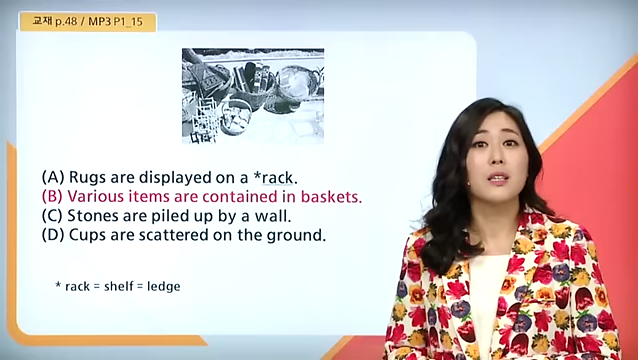 교재 p.48 / MP3 P1_15
(A) Rugs are displayed on a *rack.
(B) Various items are contained in baskets.
(C) Stones are piled up by a wall.
(D) Cups are scattered on the ground.
* rack = shelf = ledge